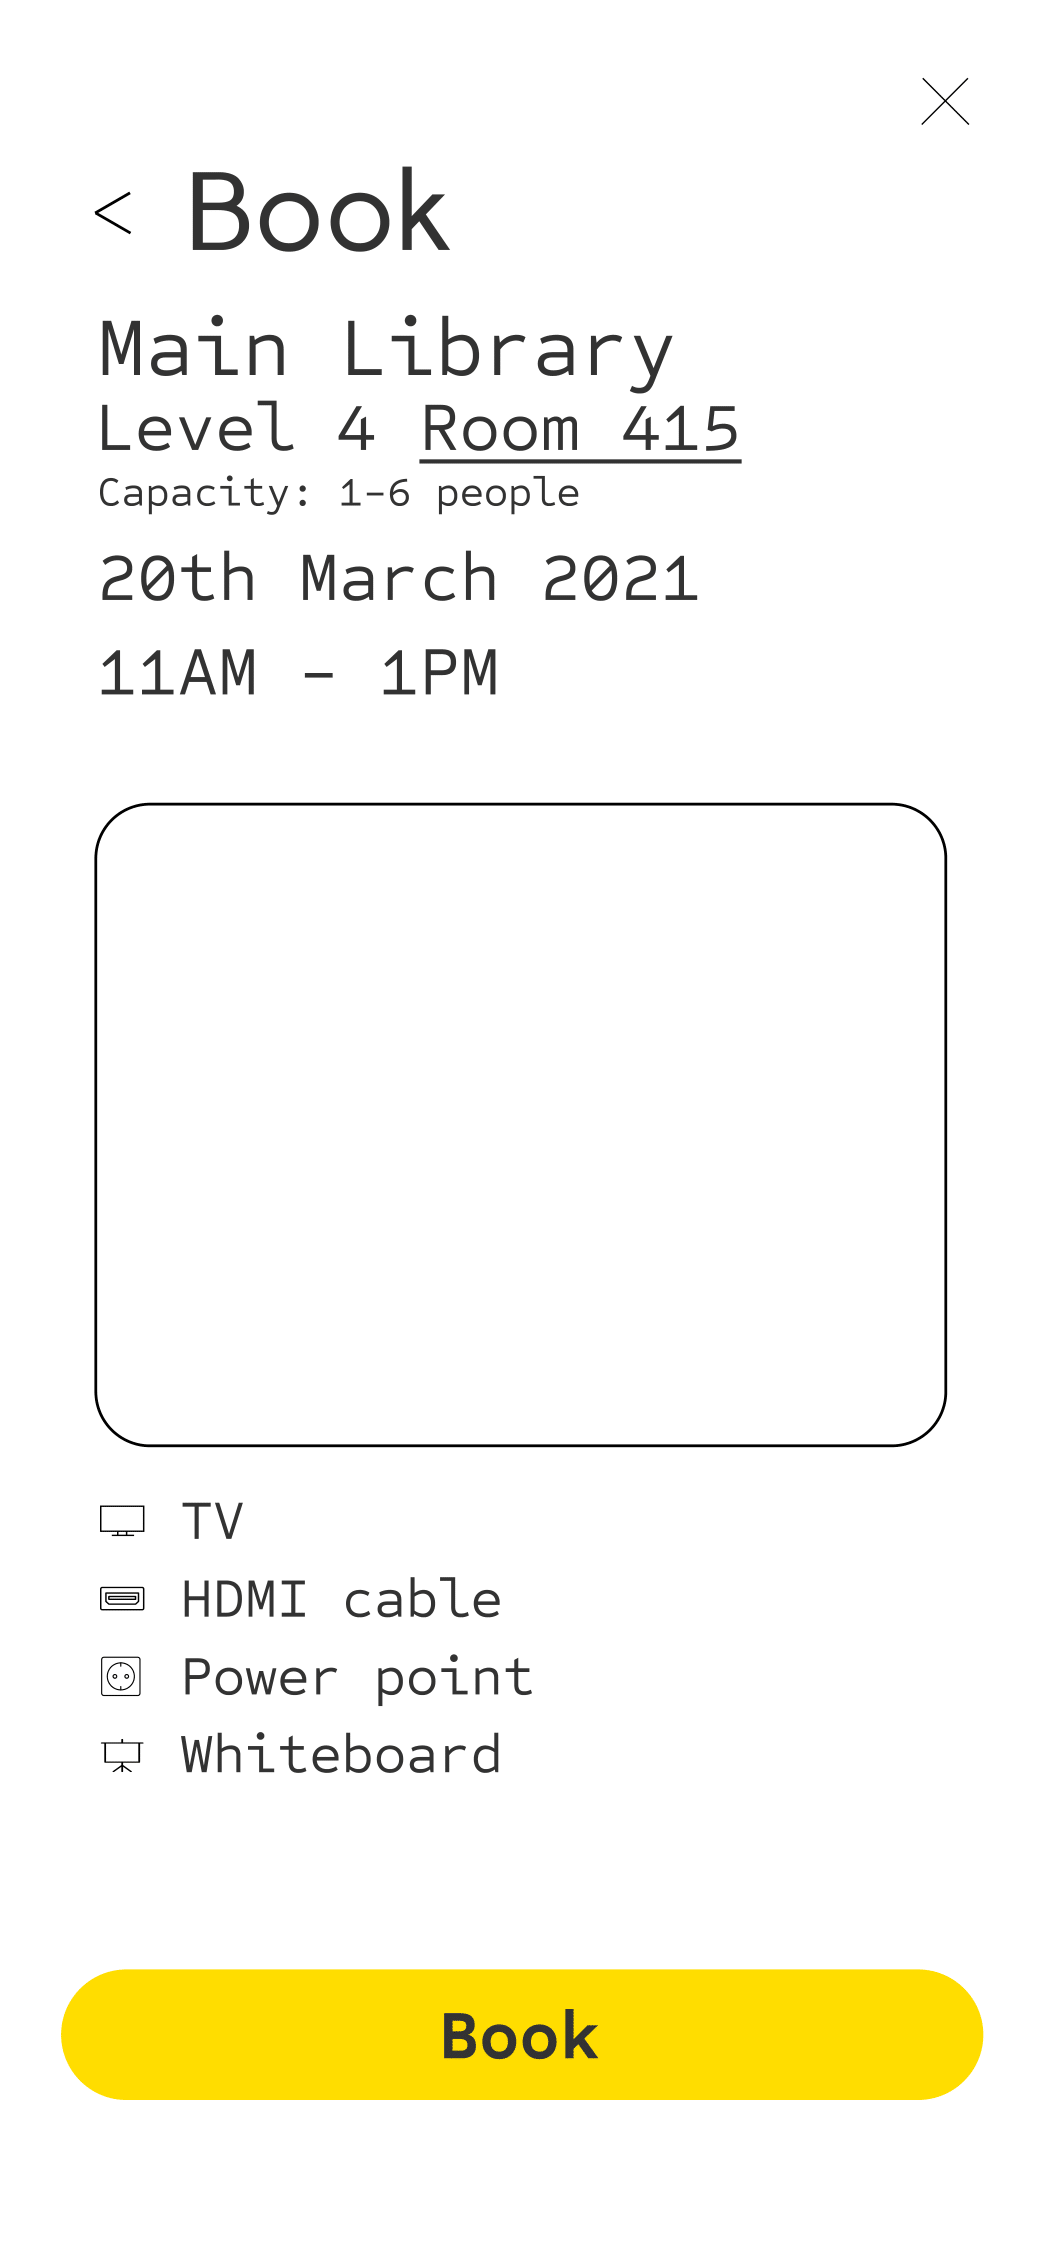 Book
Main Library
Level 4 Room 415
Capacity: 1-6 people
20th March 2021
11AM – 1PM
TV
HDMI cable
Power point
Whiteboard
Book